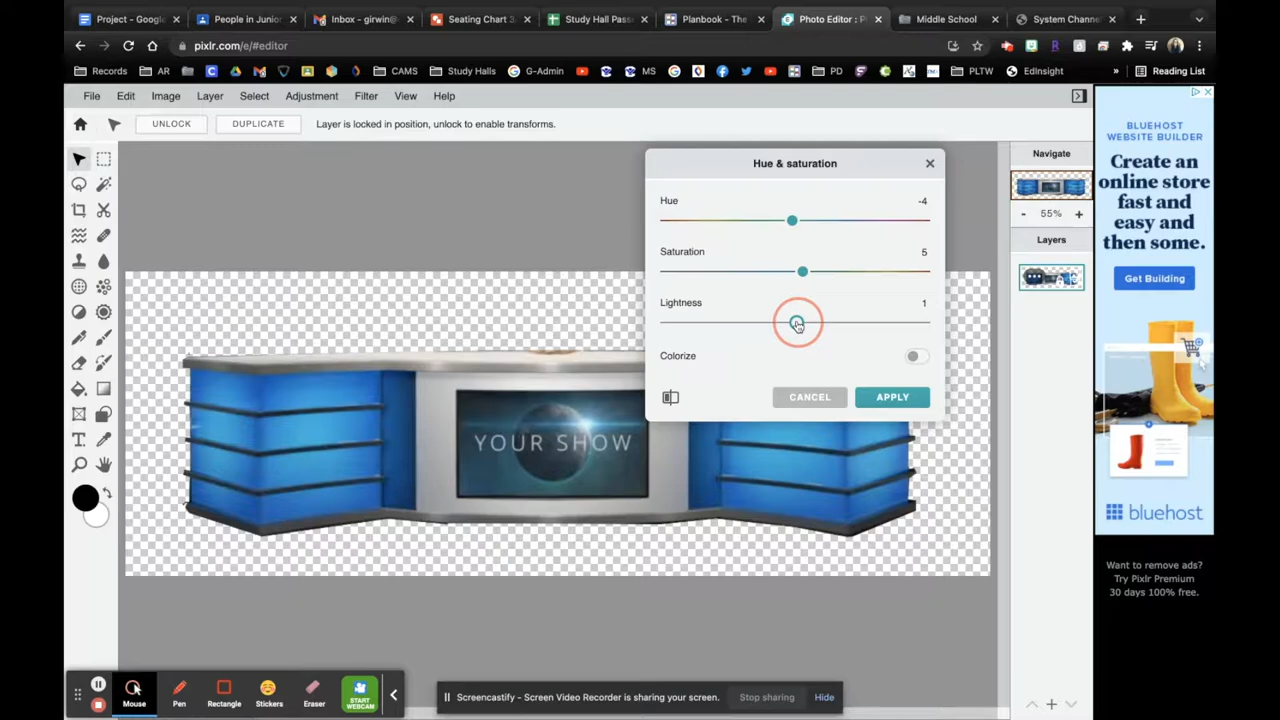 Project - Google
People in Junior
Inbox - girwin@
Seating Chart 3
Study Hall Pass
Planbook - The
Photo Editor : P
Middle School
System Channel
pixlr.com/e/#editor
Records
AR
CAMS
Study Halls
G-Admin
MS
PD
PLTW
EdInsight
»
Reading List
File
Edit
Image
Layer
Select
Adjustment
Filter
View
Help
UNLOCK
DUPLICATE
Layer is locked in position, unlock to enable transforms.
Hue & saturation
Hue
-4
Saturation
5
Lightness
1
Colorize
CANCEL
APPLY
YOUR SHOW
Navigate
- 55% +
Layers
BLUEHOST
WEBSITE BUILDER
Create an
online store
fast and
easy and
then some.
Get Building
bluehost
Want to remove ads?
Try Pixlr Premium
30 days 100% free.
Mouse
Pen
Rectangle
Stickers
Eraser
START
WEBCAM
Screencastify - Screen Video Recorder is sharing your screen.
Stop sharing
Hide